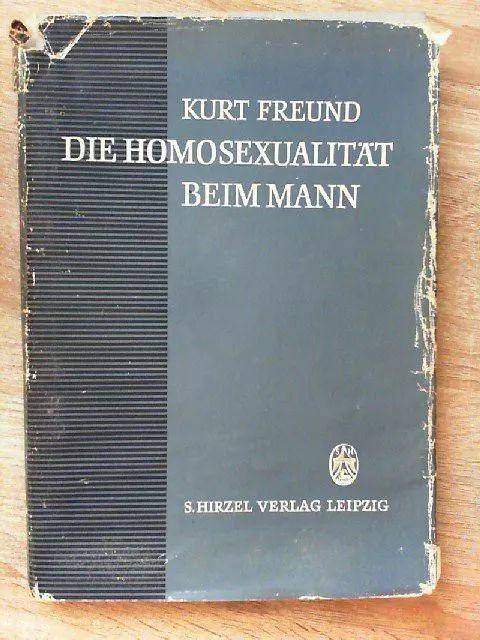 KURT FREUND
DIE HOMOSEXUALITÄT
BEIM MANN
S. HIRZEL VERLAG LEIPZIG